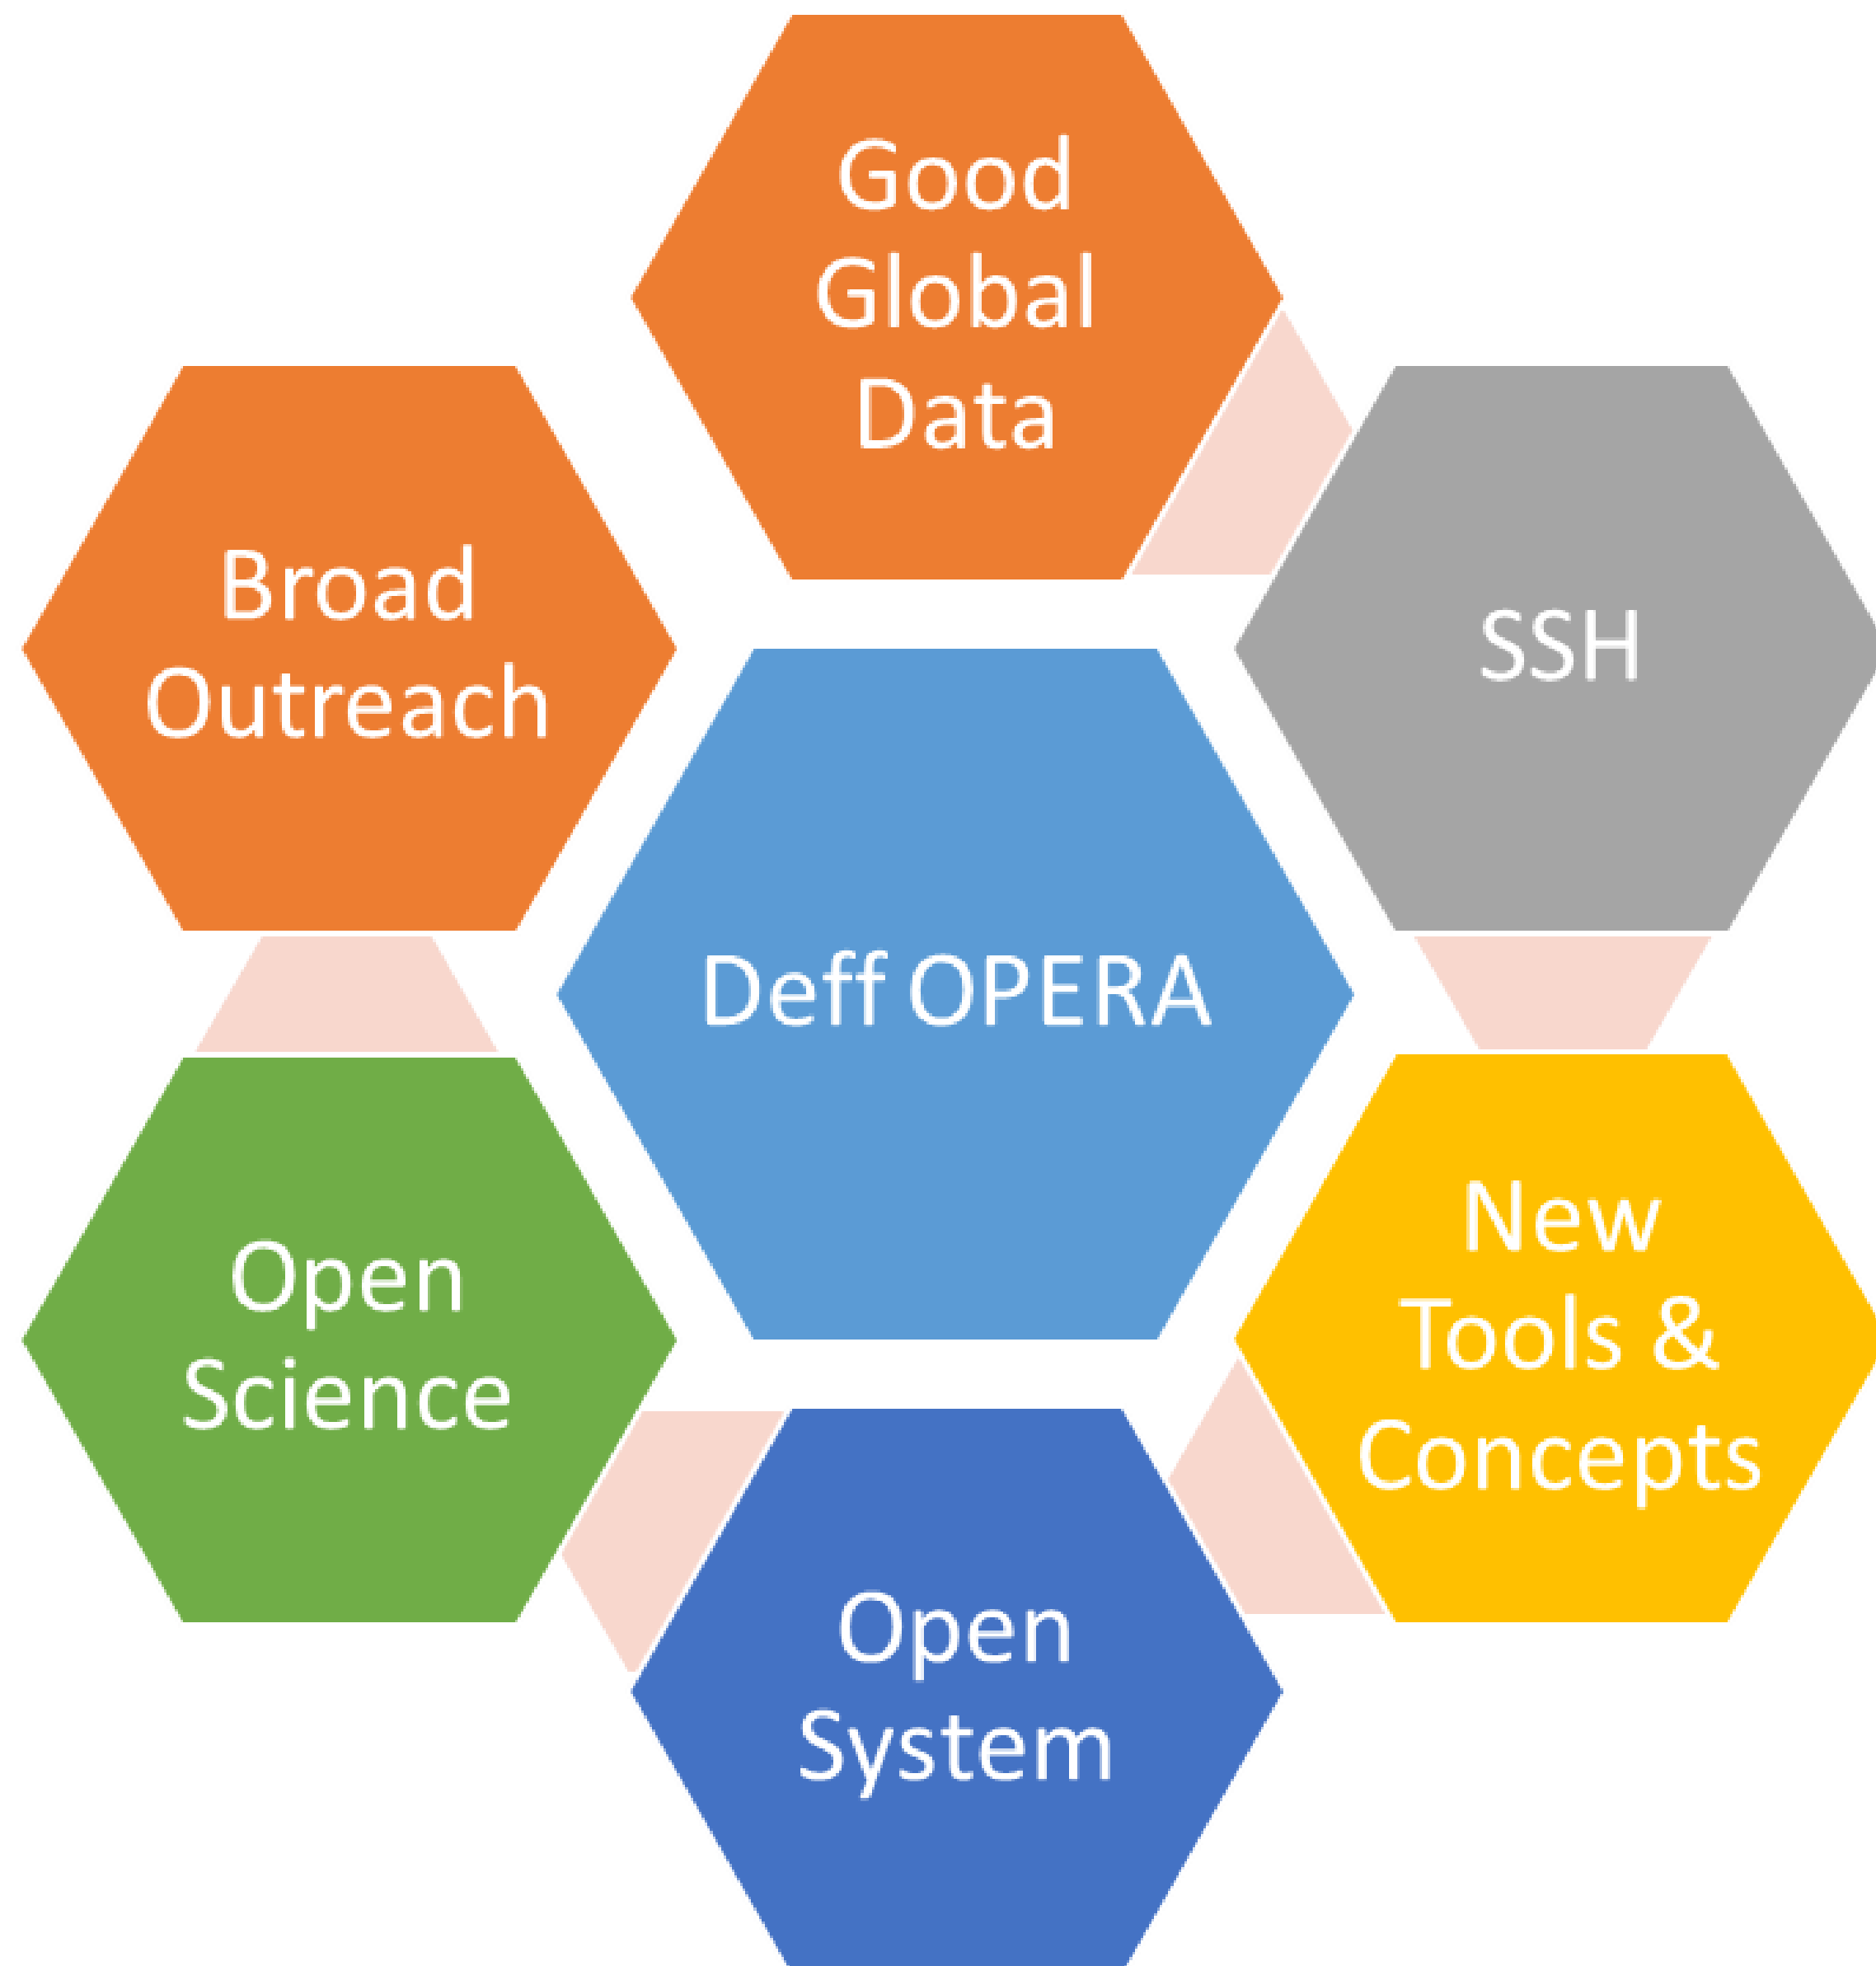 Good
Global
Data
Broad
Outreach
SSH
Deff OPERA
Open
Science
New
Tools &
Concepts
Open
System